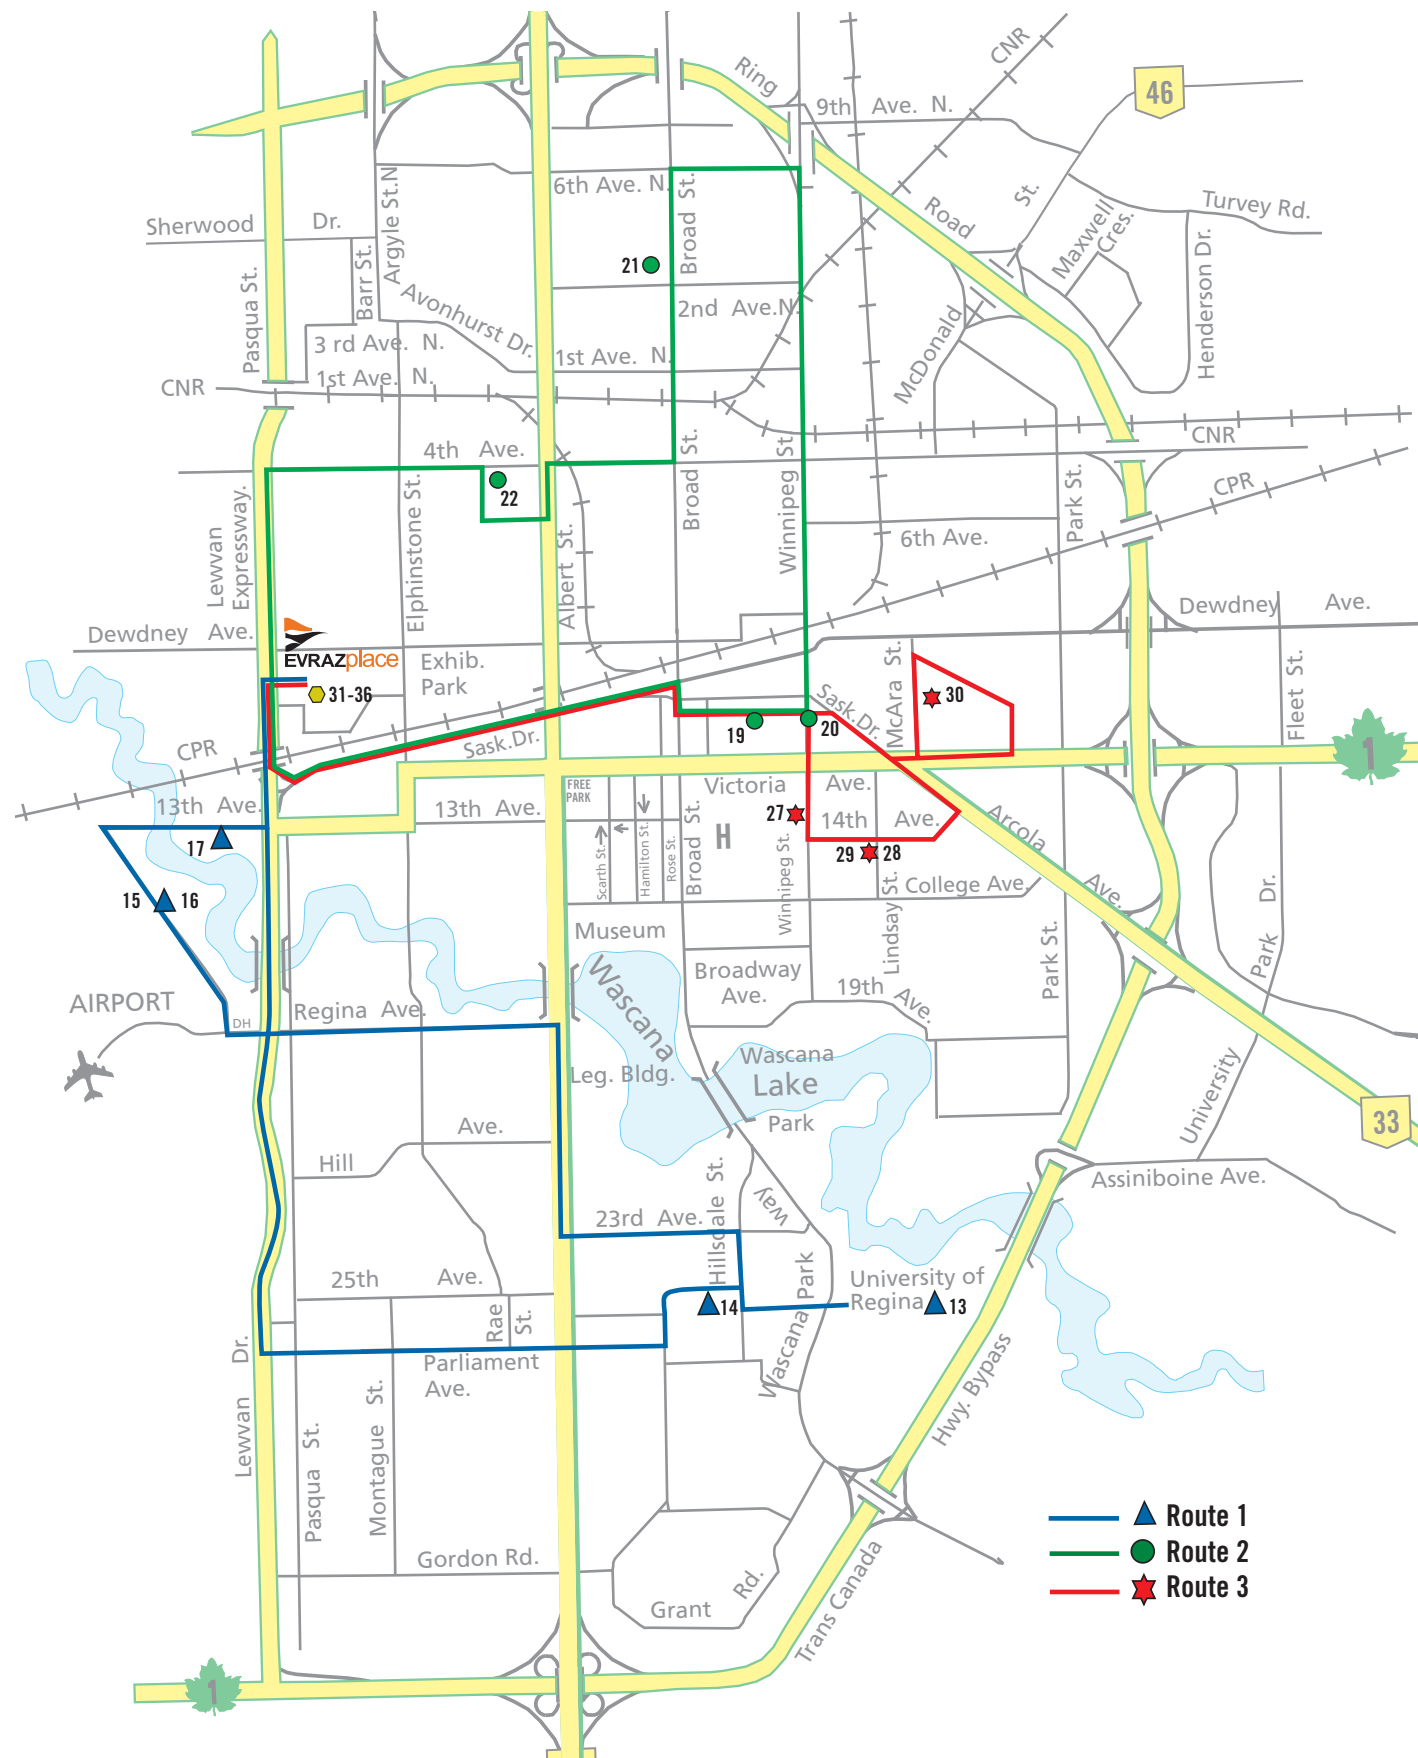 Ring
CNR
46
9th Ave. N.
6th Ave. N.
Broad St.
Argyle St.N
St.
Road
Maxwell
Cres.
Turvey Rd.
Sherwood Dr.
Barr St.
Pasqua St.
21
Henderson Dr.
Avonhurst Dr.
2nd Ave.N.
McDonald
3 rd Ave. N.
1st Ave. N.
1st Ave. N.
CNR
CNR
4th Ave.
22
Broad St.
Winnipeg St.
Park St.
CPR
Lewvan
Expressway.
Elphinstone St.
Albert St.
6th Ave.
Dewdney Ave.
Dewdney Ave.
EVRAZplace
31-36
Exhib.
Park
McAra St.
30
Fleet St.
Sask.Dr.
Sask.Dr.
19
20
CPR
1
13th Ave.
13th Ave.
FREE
PARK
Victoria Ave.
27
14th Ave.
Arcola Ave.
17
15
16
Scarth St.
Hamilton St.
Rose St.
Broad St.
H
Winnipeg St.
29
28
Lindsay St.
College Ave.
Park St.
Park Dr.
Museum
Broadway
Ave.
19th Ave.
AIRPORT
DH
Regina Ave.
Wascana
Leg. Bldg.
Wascana
Lake
Park
University
33
Ave.
Hill
Assiniboine Ave.
Way
23rd Ave.
Hillsdale St.
Wascana Park
25th Ave.
14
University of
Regina
13
Rae St.
Lewvan Dr.
Parliament
Ave.
Pasqua St.
Montague St.
Hwy. Bypass
Gordon Rd.
Grant Rd.
Trans Canada
1
Route 1
Route 2
Route 3